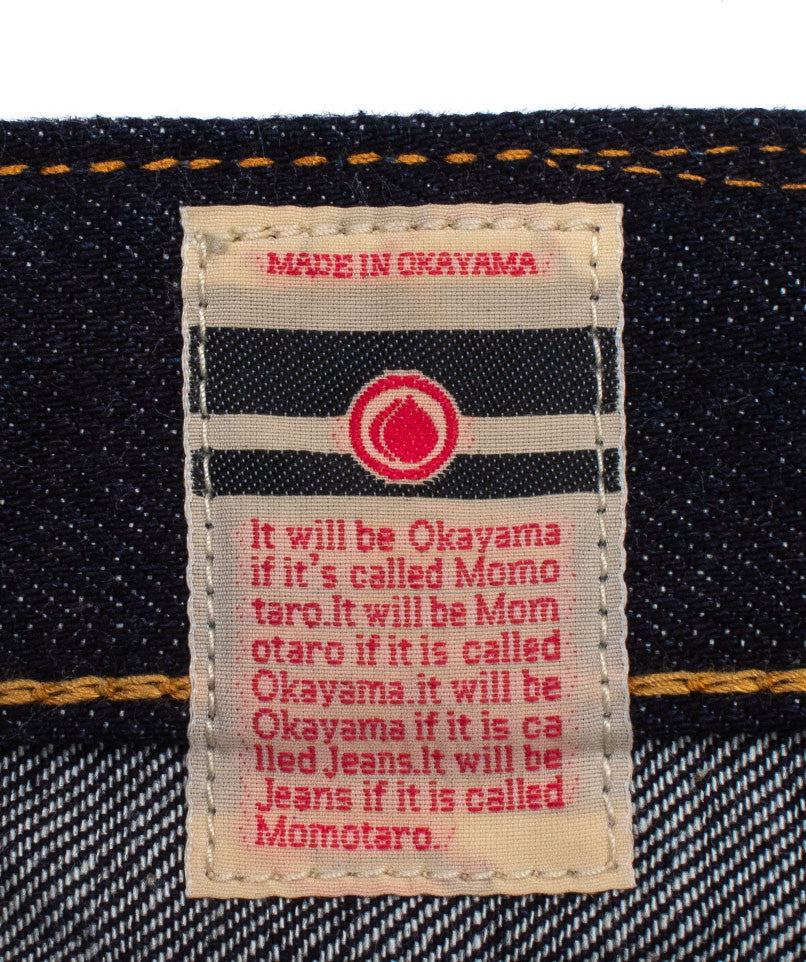 MADE IN OKAYAMA
It will be Okayama
if it's called Momo
taro.It will be Mom
otaro if it is called
Okayama.it will be
Okayama if it is ca
lled Jeans.It will be
Jeans if it is called
Momotaro.